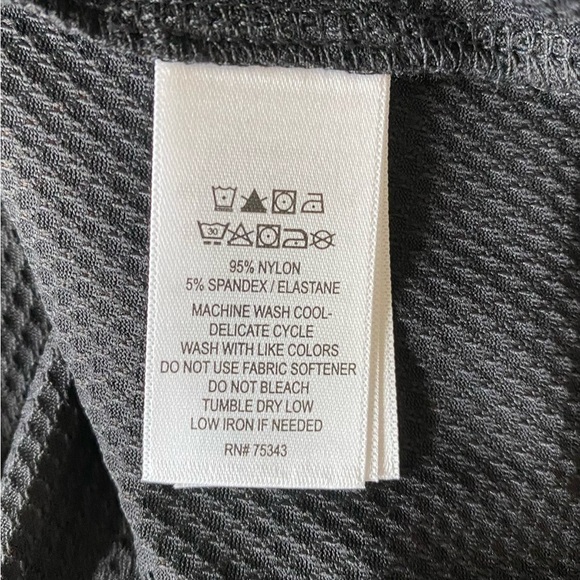 30
95% NYLON
5% SPANDEX / ELASTANE
MACHINE WASH COOL-
DELICATE CYCLE
WASH WITH LIKE COLORS
DO NOT USE FABRIC SOFTENER
DO NOT BLEACH
TUMBLE DRY LOW
LOW IRON IF NEEDED
RN# 75343